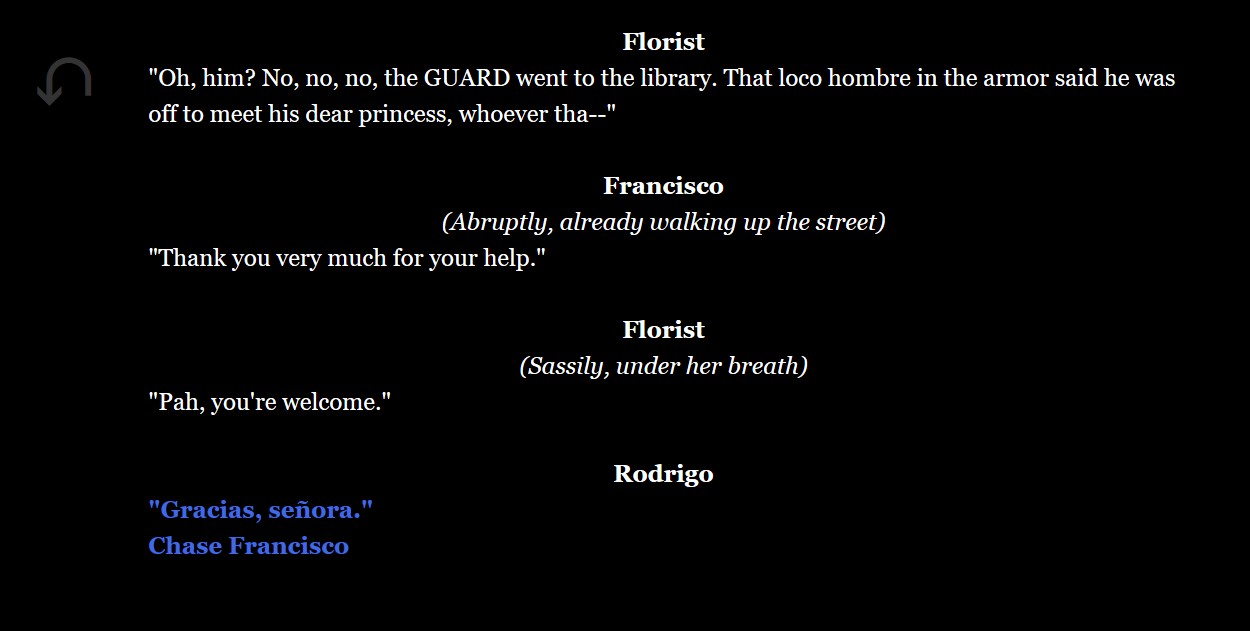 Florist
"Oh, him? No, no, no, the GUARD went to the library. That loco hombre in the armor said he was
off to meet his dear princess, whoever tha--"
Francisco
(Abruptly, already walking up the street)
"Thank you very much for your help."
Florist
(Sassily, under her breath)
"Pah, you're welcome."
Rodrigo
"Gracias, señora."
Chase Francisco